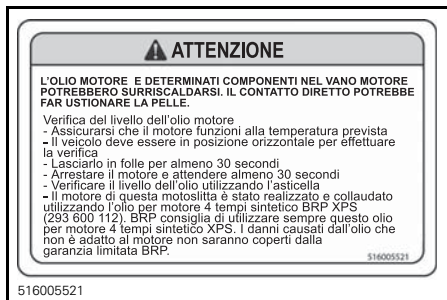 ATTENZIONE
L'OLIO MOTORE E DETERMINATI COMPONENTI NEL VANO MOTORE
POTREBBERO SURRISCALDARSI. IL CONTATTO DIRETTO POTREBBE
FAR USTIONARE LA PELLE.
Verifica del livello dell'olio motore
- Assicurarsi che il motore funzioni alla temperatura prevista
- Il veicolo deve essere in posizione orizzontale per effettuare
la verifica
- Lasciarlo in folle per almeno 30 secondi
- Arrestare il motore e attendere almeno 30 secondi
- Verificare il livello dell'olio utilizzando l'asticella
- Il motore di questa motoslitta è stato realizzato e collaudato
utilizzando l'olio per motore 4 tempi sintetico BRP XPS
(293 600 112). BRP consiglia di utilizzare sempre questo olio
per motore 4 tempi sintetico XPS. I danni causati dall'olio che
non è adatto al motore non saranno coperti dalla
garanzia limitata BRP.
516005521
516005521